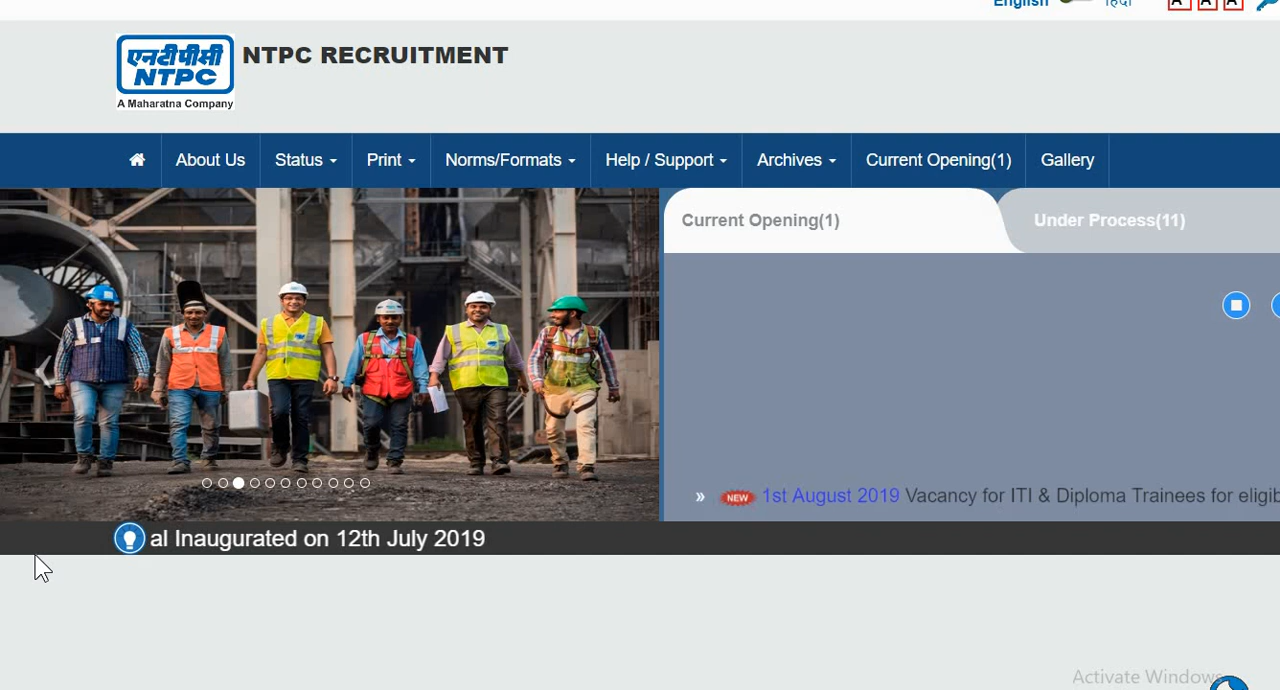 English हिंदी A A A
एनटीपीसी
NTPC
A Maharatna Company
NTPC RECRUITMENT
About Us Status Print Norms/Formats Help / Support Archives Current Opening(1) Gallery
Current Opening(1) Under Process(11)
» NEW 1st August 2019 Vacancy for ITI & Diploma Trainees for eligib
al Inaugurated on 12th July 2019
Activate Windows